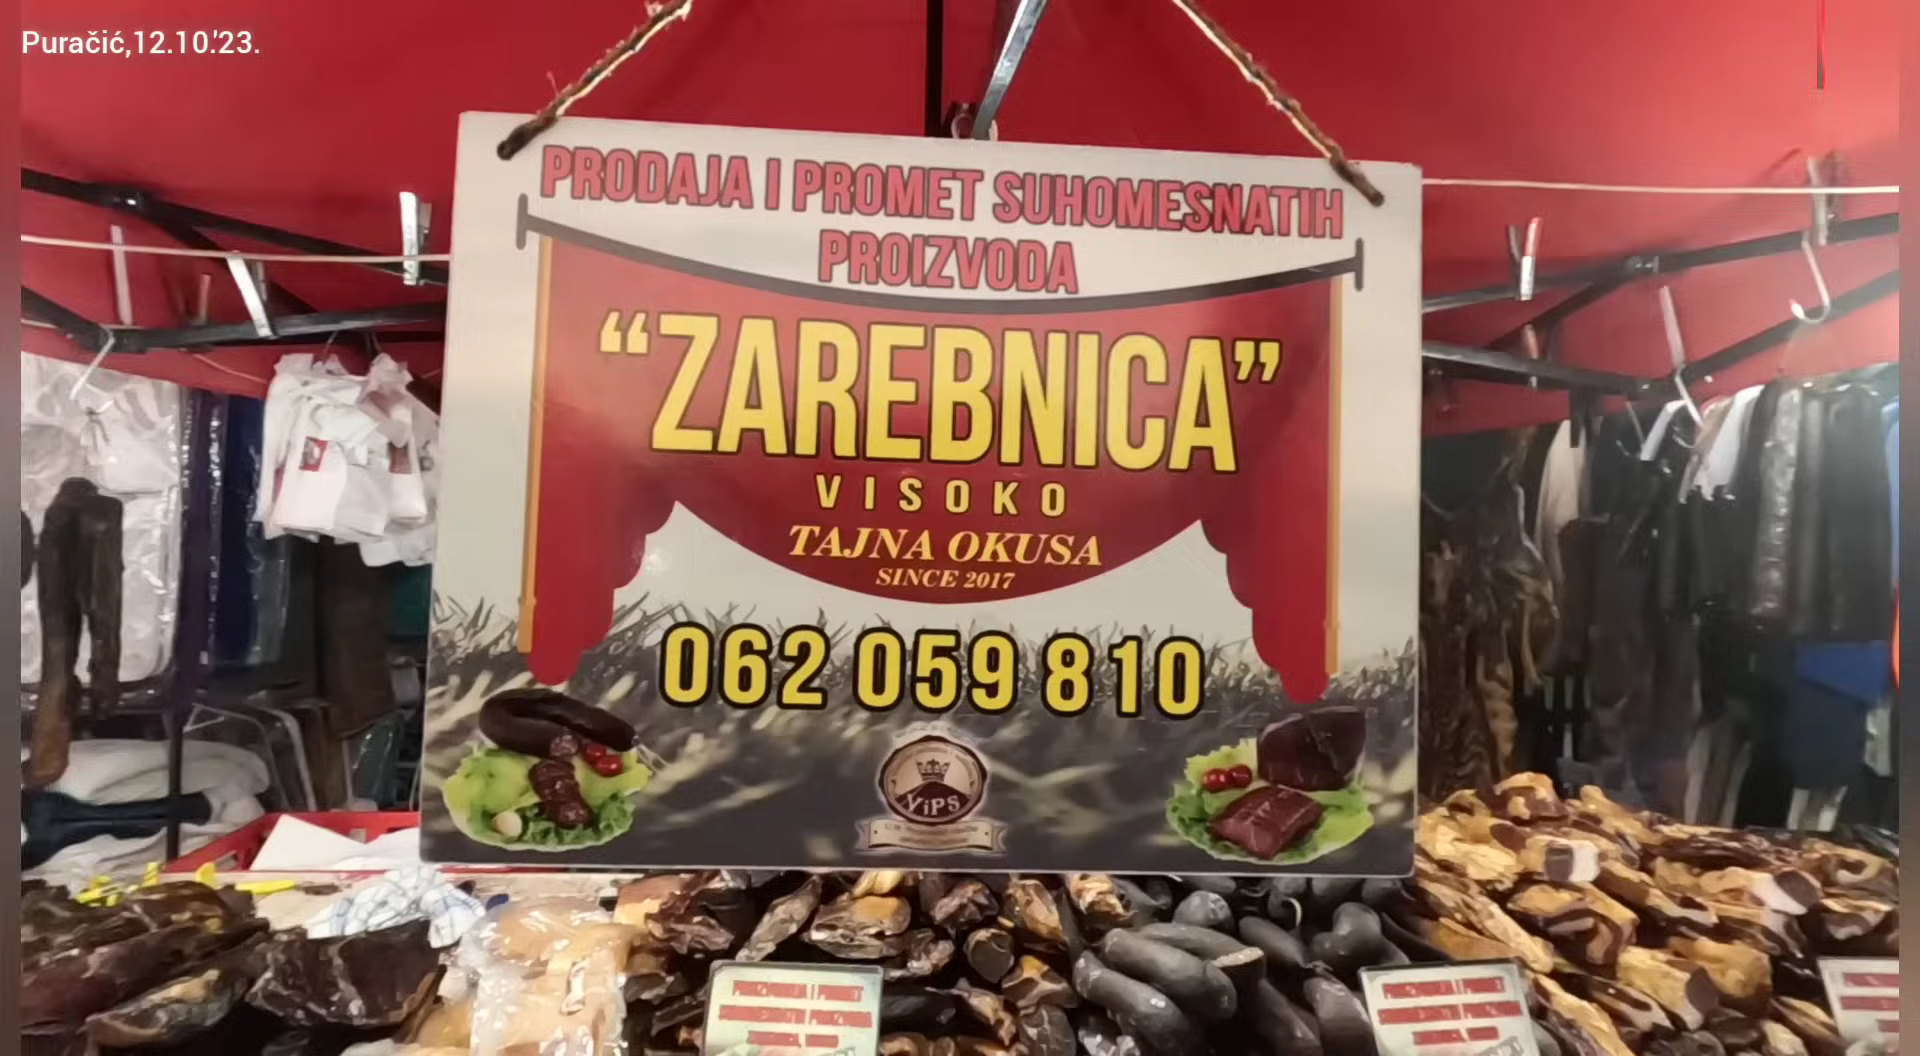 Puračić,12.10.'23.
PRODAJA I PROMET SUHOMESNATIH
PROIZVODA
“ZAREBNICA”
VISOKO
TAJNA OKUSA
SINCE 2017
062 059 810
ViPS